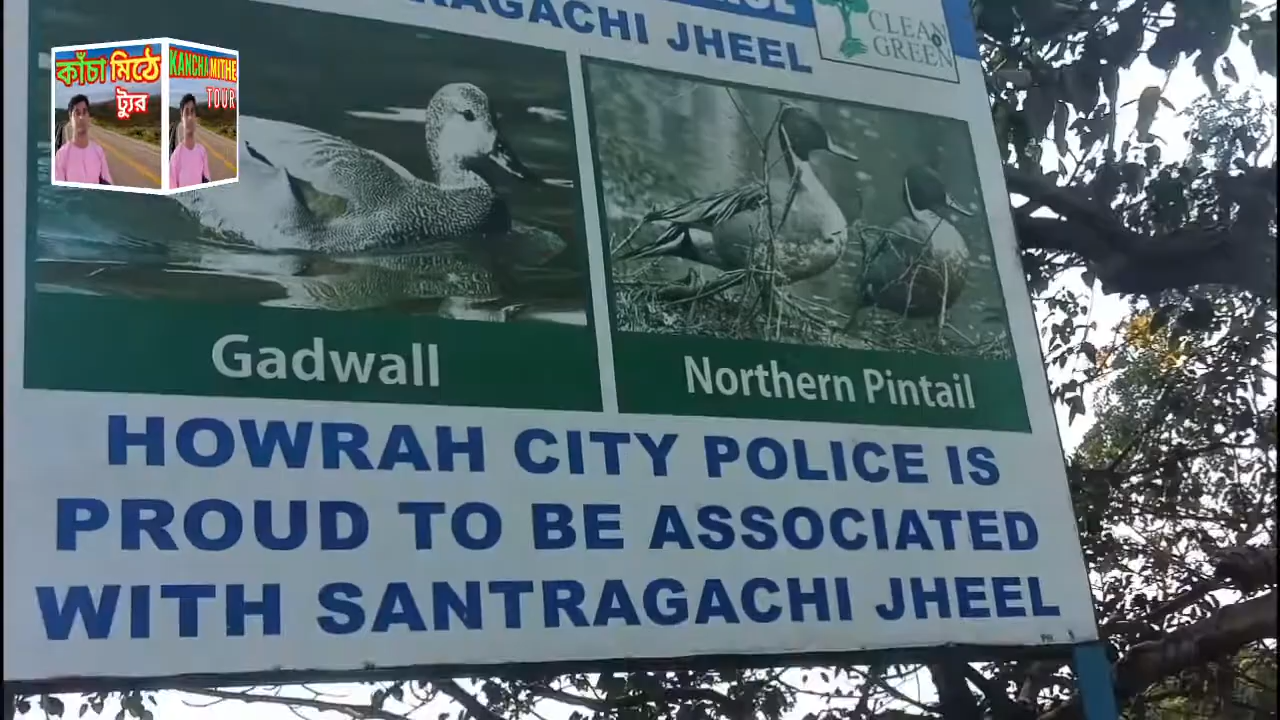 SANTRAGACHI JHEEL
CLEAN
GREEN
কাঁচা মিঠে
ট্যুর
KANCHA MITHE
TOUR
Gadwall
Northern Pintail
HOWRAH CITY POLICE IS
PROUD TO BE ASSOCIATED
WITH SANTRAGACHI JHEEL